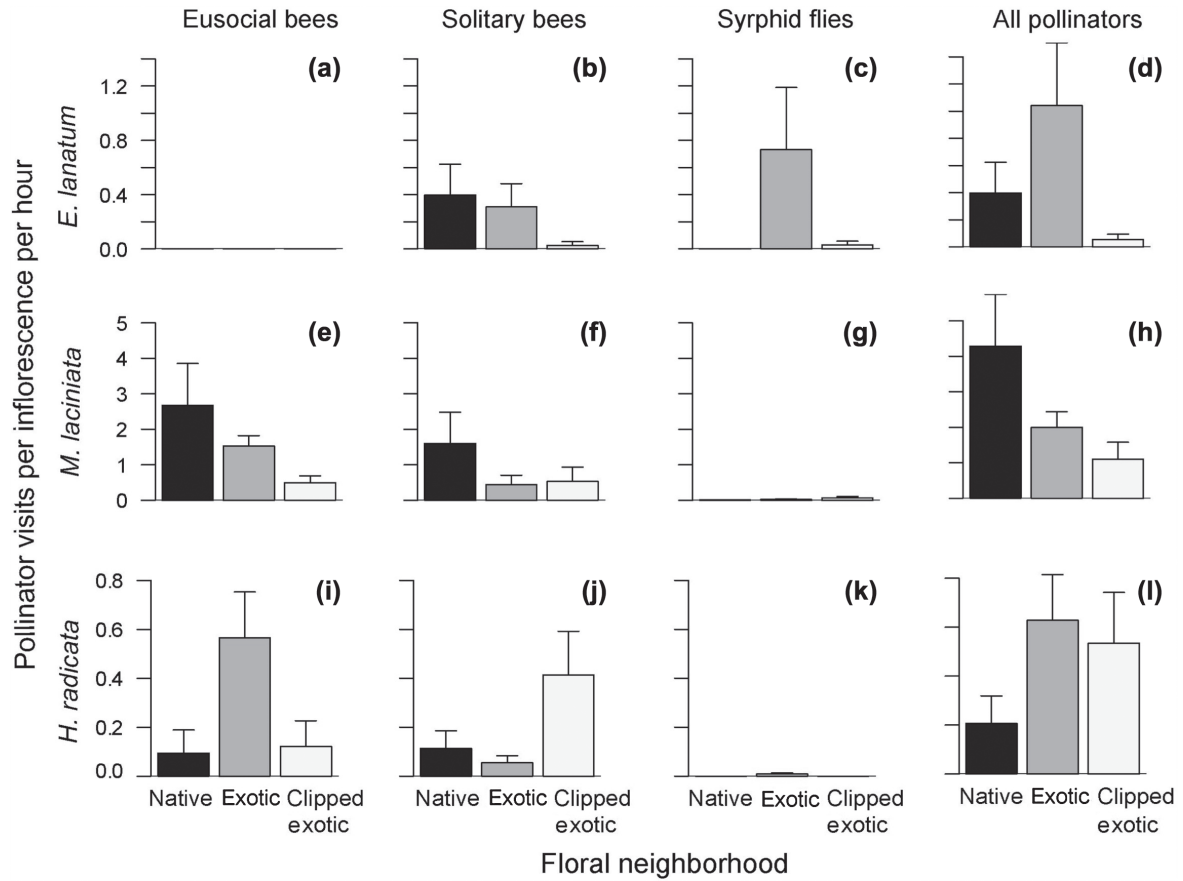 Eusocial bees Solitary bees Syrphid flies All pollinators
Pollinator visits per inflorescence per hour
E. lanatum
(a) (b) (c) (d)
1.2
0.8
0.4
0.0
M. laciniata
(e) (f) (g) (h)
5
4
3
2
1
0
H. radicata
(i) (j) (k) (l)
0.8
0.6
0.4
0.2
0.0
Native Exotic Clipped Native Exotic Clipped Native Exotic Clipped Native Exotic Clipped
exotic exotic exotic exotic
Floral neighborhood